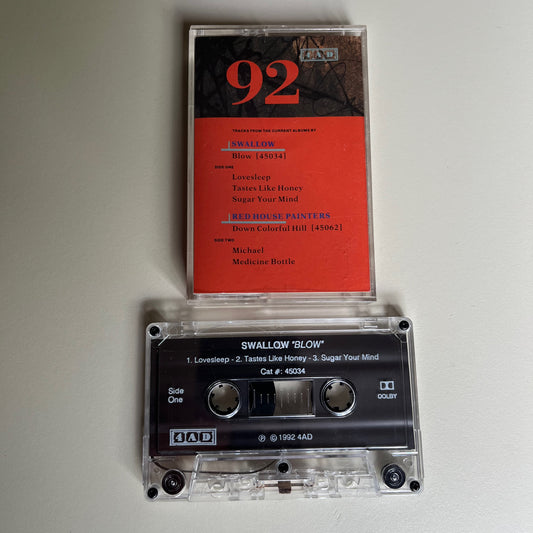 92
4AD
TRACKS FROM THE CURRENT ALBUMS BY
SWALLOW
Blow [45034]
SIDE ONE
Lovesleep
Tastes Like Honey
Sugar Your Mind
RED HOUSE PAINTERS
Down Colorful Hill [45062]
SIDE TWO
Michael
Medicine Bottle
SWALLOW "BLOW"
1. Lovesleep - 2. Tastes Like Honey - 3. Sugar Your Mind
Cat #: 45034
Side
One
DOLBY
4AD
℗ © 1992 4AD